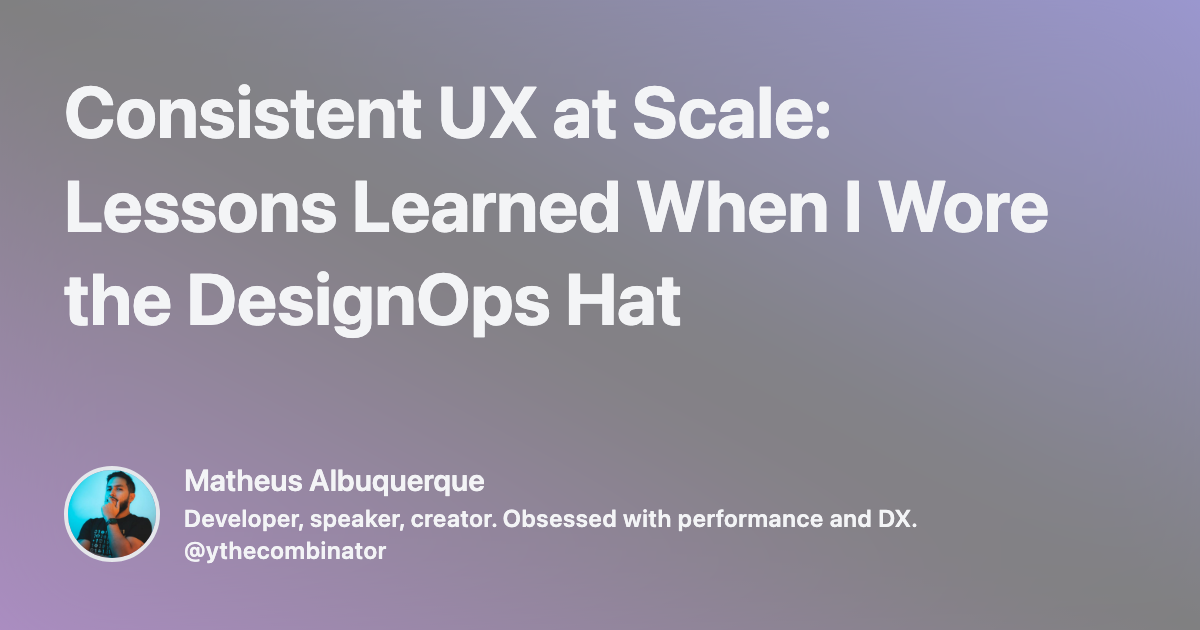 Consistent UX at Scale:
Lessons Learned When I Wore
the DesignOps Hat
Matheus Albuquerque
Developer, speaker, creator. Obsessed with performance and DX.
@ythecombinator